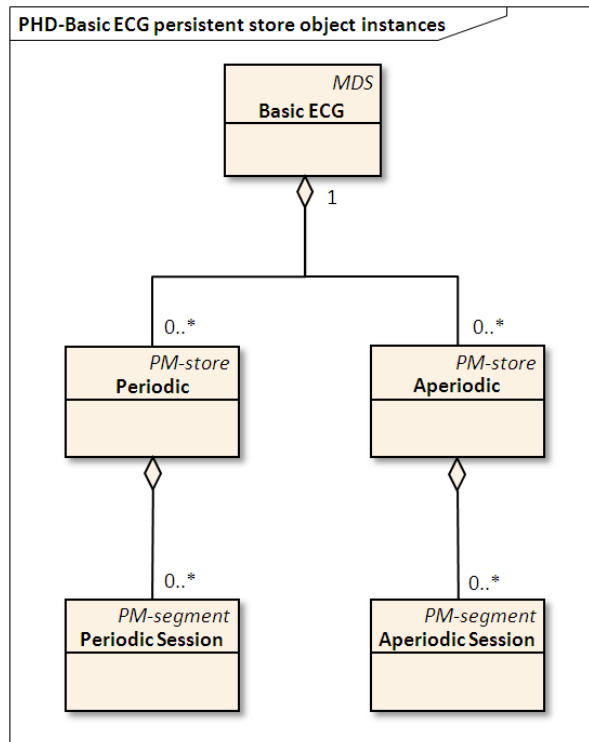 PHD-Basic ECG persistent store object instances
MDS
Basic ECG
1
0..*
0..*
PM-store
Periodic
PM-store
Aperiodic
0..*
0..*
PM-segment
Periodic Session
PM-segment
Aperiodic Session